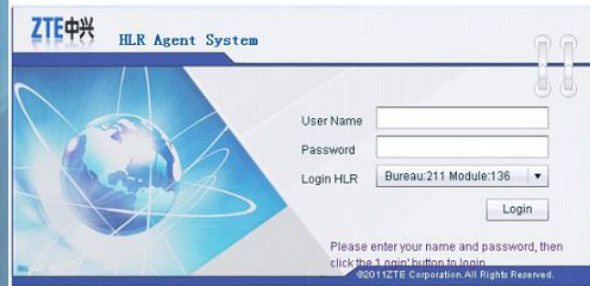 ZTE中兴
HLR Agent System
User Name
Password
Login HLR
Bureau:211 Module:136
Login
Please enter your name and password, then
click the 'Login' button to login
©2011ZTE Corporation.All Rights Reserved.